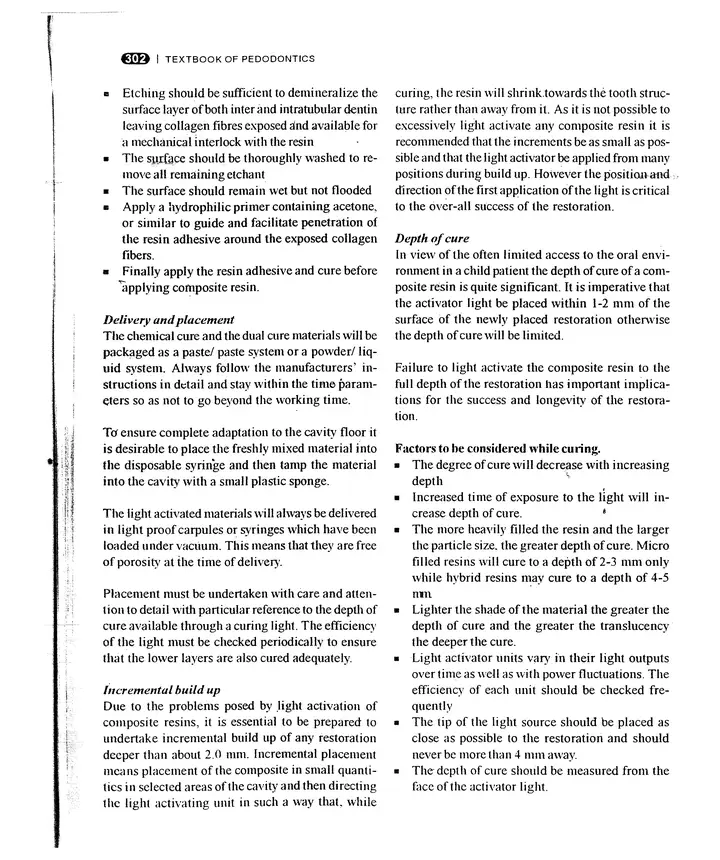 302 | TEXTBOOK OF PEDODONTICS
▪ Etching should be sufficient to demineralize the
surface layer of both inter and intratubular dentin
leaving collagen fibres exposed and available for
a mechanical interlock with the resin
▪ The surface should be thoroughly washed to re-
move all remaining etchant
▪ The surface should remain wet but not flooded
▪ Apply a hydrophilic primer containing acetone,
or similar to guide and facilitate penetration of
the resin adhesive around the exposed collagen
fibers.
▪ Finally apply the resin adhesive and cure before
applying composite resin.
Delivery and placement
The chemical cure and the dual cure materials will be
packaged as a paste/ paste system or a powder/ liq-
uid system. Always follow the manufacturers' in-
structions in detail and stay within the time param-
eters so as not to go beyond the working time.
To ensure complete adaptation to the cavity floor it
is desirable to place the freshly mixed material into
the disposable syringe and then tamp the material
into the cavity with a small plastic sponge.
The light activated materials will always be delivered
in light proof carpules or syringes which have been
loaded under vacuum. This means that they are free
of porosity at the time of delivery.
Placement must be undertaken with care and atten-
tion to detail with particular reference to the depth of
cure available through a curing light. The efficiency
of the light must be checked periodically to ensure
that the lower layers are also cured adequately.
Incremental build up
Due to the problems posed by light activation of
composite resins, it is essential to be prepared to
undertake incremental build up of any restoration
deeper than about 2.0 mm. Incremental placement
means placement of the composite in small quanti-
ties in selected areas of the cavity and then directing
the light activating unit in such a way that, while
curing, the resin will shrink towards the tooth struc-
ture rather than away from it. As it is not possible to
excessively light activate any composite resin it is
recommended that the increments be as small as pos-
sible and that the light activator be applied from many
positions during build up. However the position and
direction of the first application of the light is critical
to the over-all success of the restoration.
Depth of cure
In view of the often limited access to the oral envi-
ronment in a child patient the depth of cure of a com-
posite resin is quite significant. It is imperative that
the activator light be placed within 1-2 mm of the
surface of the newly placed restoration otherwise
the depth of cure will be limited.
Failure to light activate the composite resin to the
full depth of the restoration has important implica-
tions for the success and longevity of the restora-
tion.
Factors to be considered while curing.
▪ The degree of cure will decrease with increasing
depth
▪ Increased time of exposure to the light will in-
crease depth of cure.
▪ The more heavily filled the resin and the larger
the particle size, the greater depth of cure. Micro
filled resins will cure to a depth of 2-3 mm only
while hybrid resins may cure to a depth of 4-5
mm
▪ Lighter the shade of the material the greater the
depth of cure and the greater the translucency
the deeper the cure.
▪ Light activator units vary in their light outputs
over time as well as with power fluctuations. The
efficiency of each unit should be checked fre-
quently
▪ The tip of the light source should be placed as
close as possible to the restoration and should
never be more than 4 mm away.
▪ The depth of cure should be measured from the
face of the activator light.